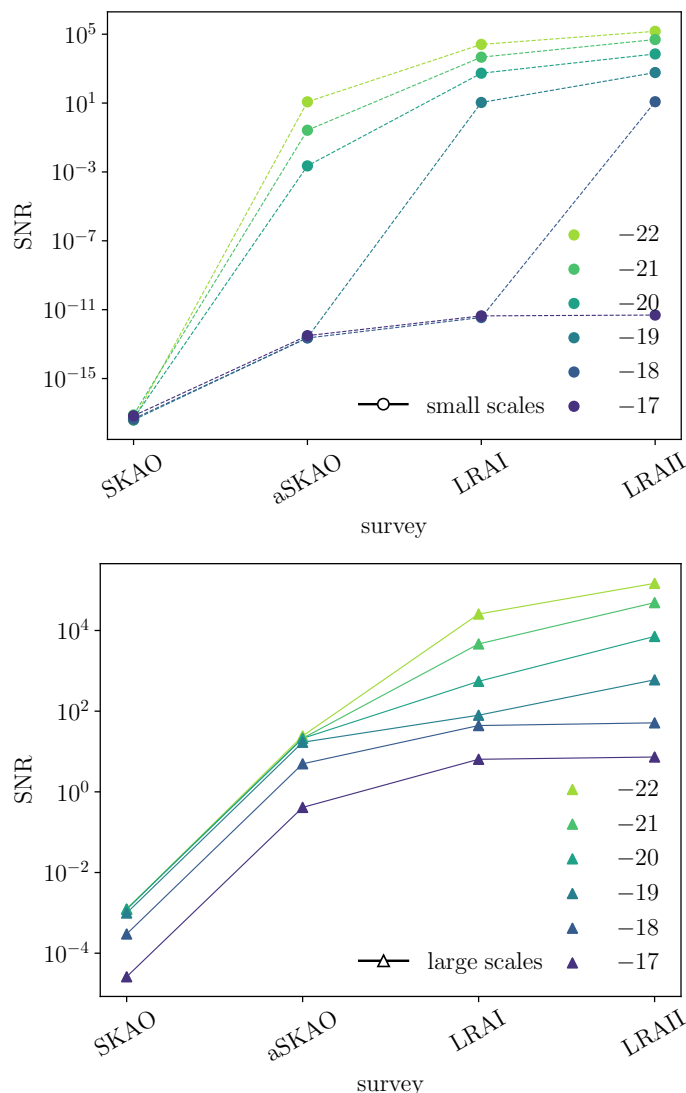 10^5
10^1
10^−3
10^−7
10^−11
10^−15
SNR
−22
−21
−20
−19
−18
−17
small scales
SKAO
aSKAO
LRAI
LRAII
survey
10^4
10^2
10^0
10^−2
10^−4
SNR
−22
−21
−20
−19
−18
−17
large scales
SKAO
aSKAO
LRAI
LRAII
survey